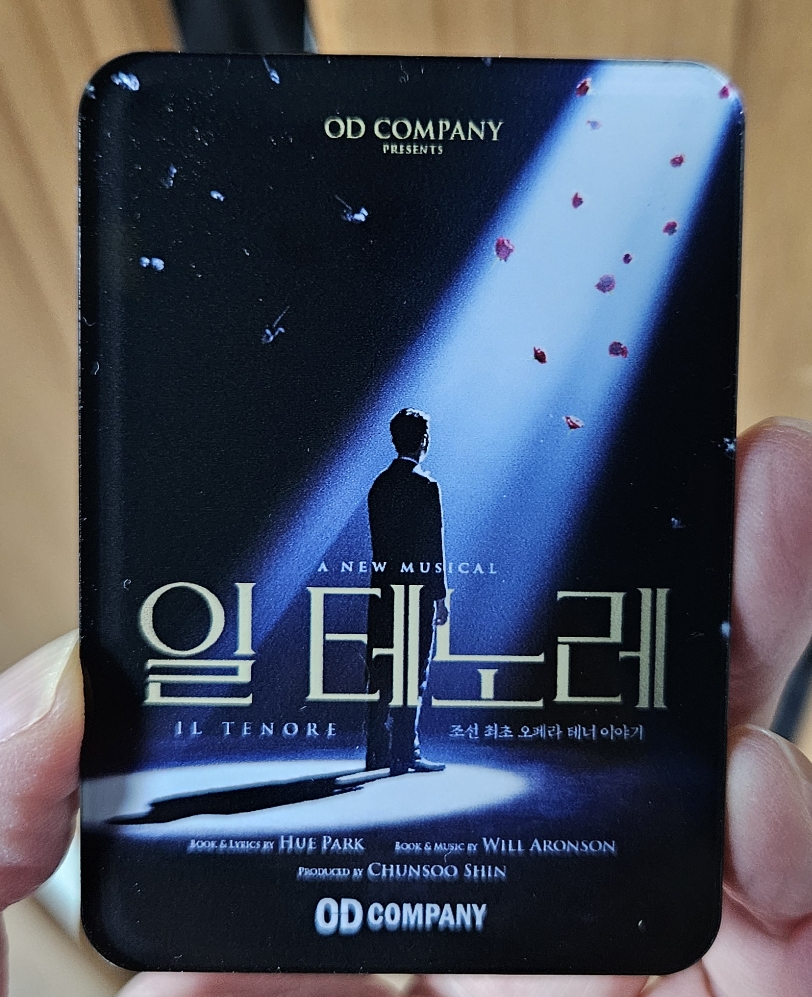 OD COMPANY
PRESENTS
A NEW MUSICAL
일 테노레
IL TENORE 조선 최초 오페라 테너 이야기
BOOK & LYRICS BY HUE PARK BOOK & MUSIC BY WILL ARONSON
PRODUCED BY CHUNSOO SHIN
OD COMPANY